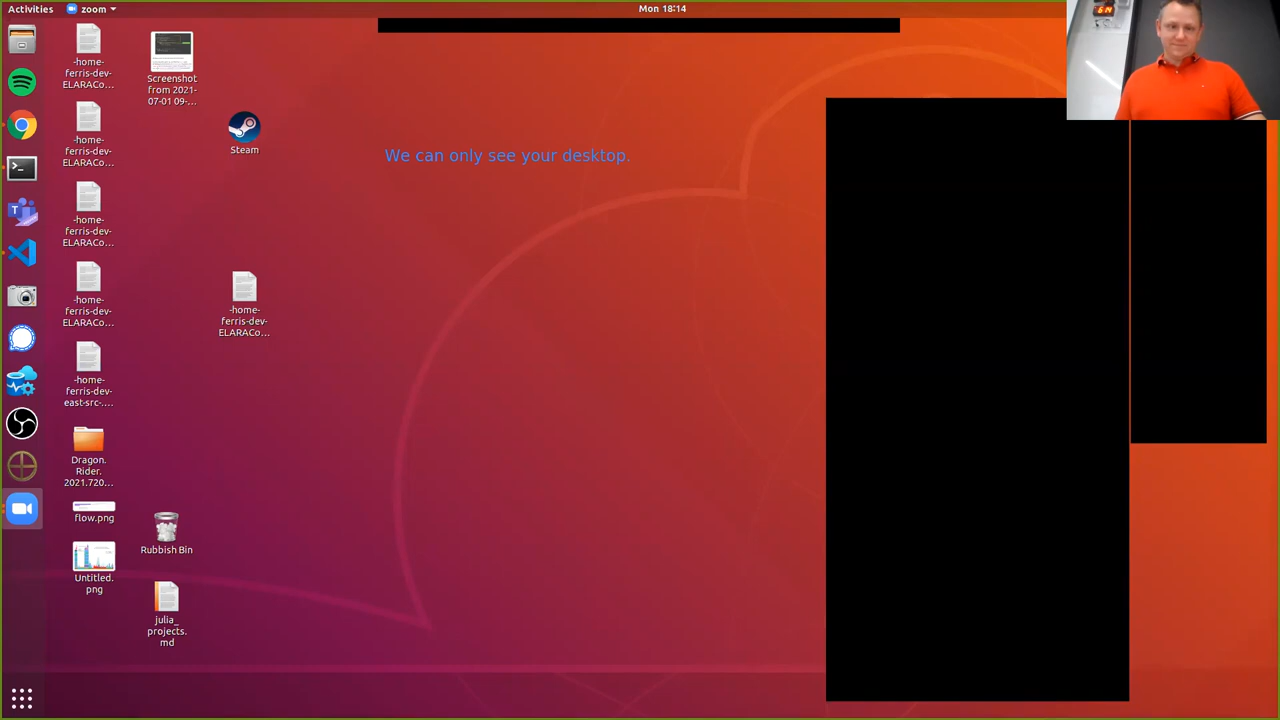 Activities
zoom
Mon 18:14
6:14
-home-
ferris-dev-
ELARACo...
-home-
ferris-dev-
ELARACo...
-home-
ferris-dev-
ELARACo...
-home-
ferris-dev-
ELARACo...
-home-
ferris-dev-
east-src-....
Dragon.
Rider.
2021.720...
flow.png
Untitled.
png
Screenshot
from 2021-
07-01 09-...
Steam
-home-
ferris-dev-
ELARACo...
Rubbish Bin
julia_
projects.
md
We can only see your desktop.